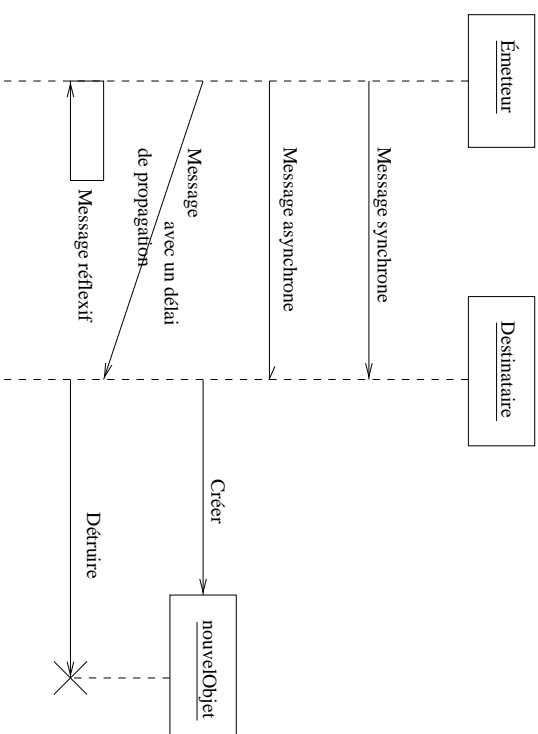 Émetteur
Destinataire
Message synchrone
Message asynchrone
Message
avec un délai
de propagation
Créer
nouvelObjet
Message réflexif
Détruire